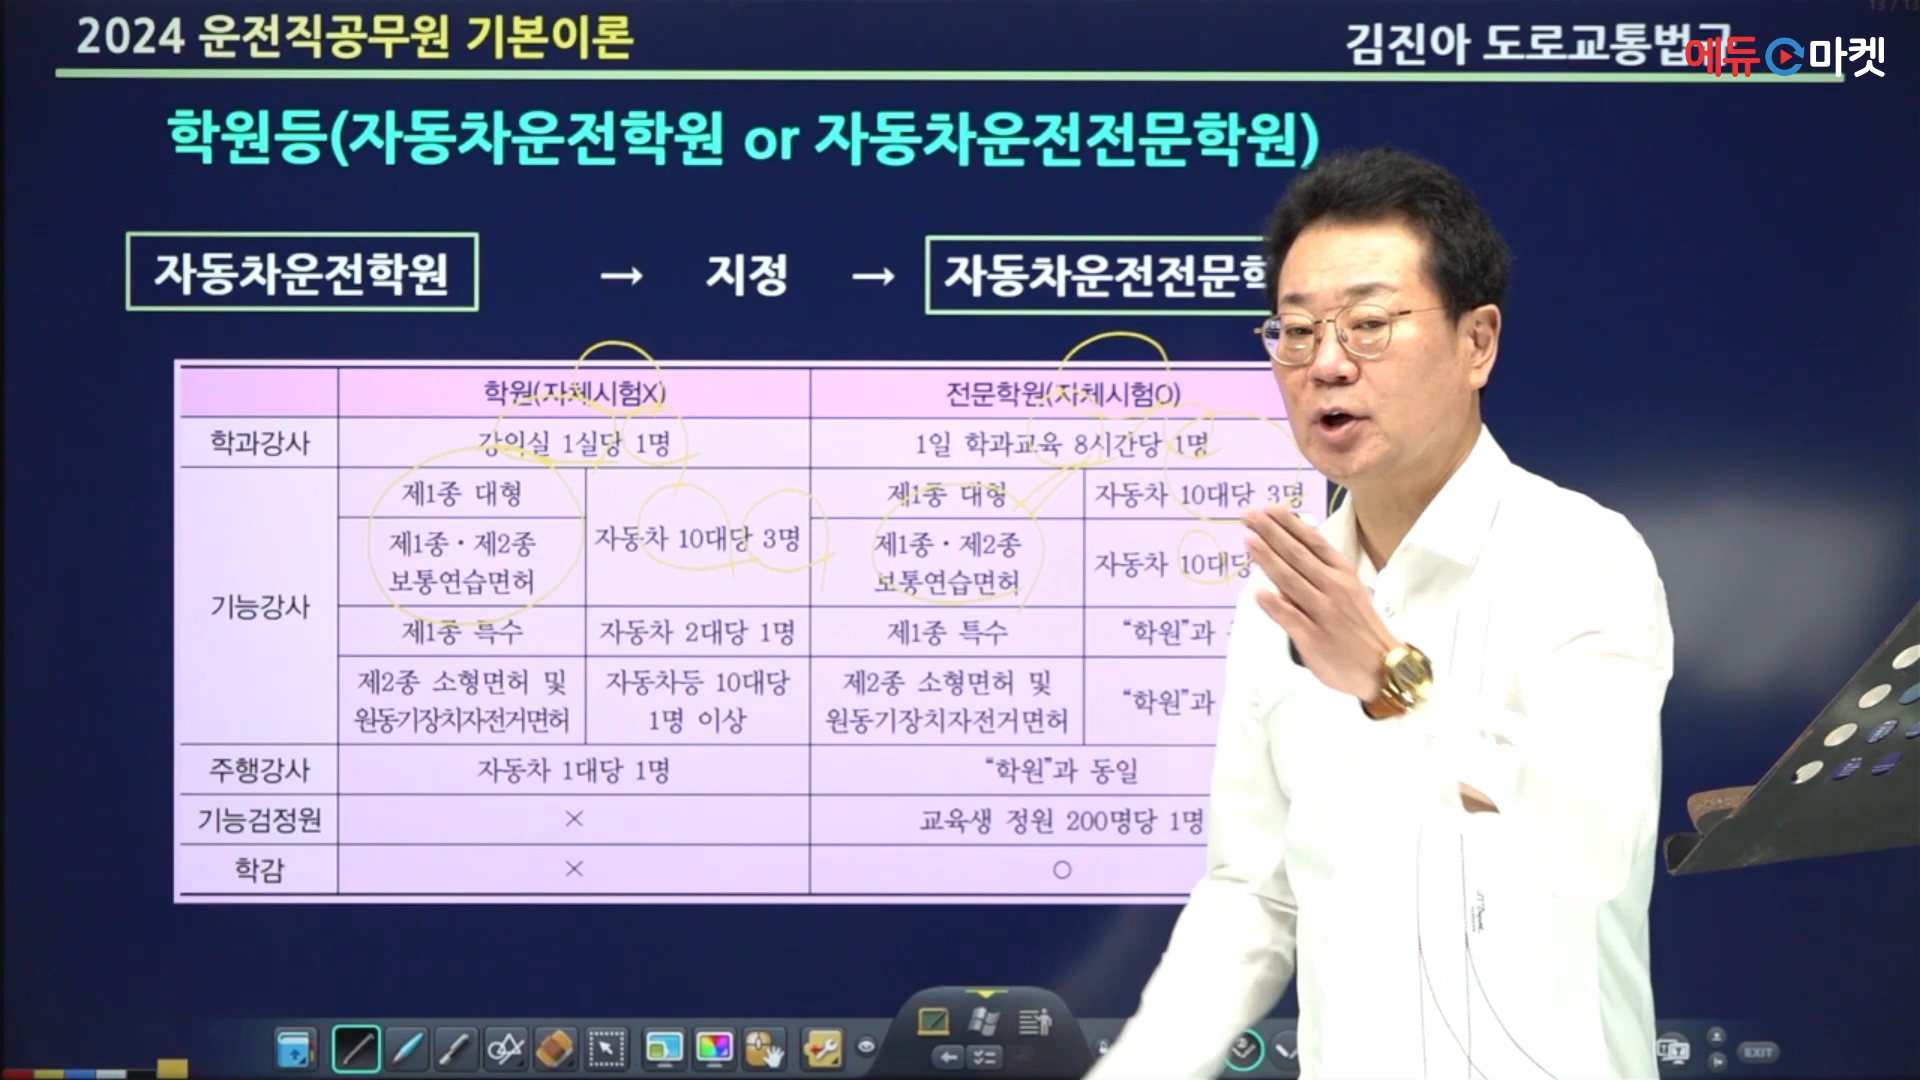 2024 운전직공무원 기본이론
김진아 도로교통법규
에듀마켓
13 / 13
학원등(자동차운전학원 or 자동차운전전문학원)
자동차운전학원 → 지정 → 자동차운전전문학
학원(자체시험X) 전문학원(자체시험O)
학과강사 강의실 1실당 1명 1일 학과교육 8시간당 1명
기능강사
제1종 대형
제1종·제2종
보통연습면허
자동차 10대당 3명
제1종 대형 자동차 10대당 3명
제1종·제2종
보통연습면허
자동차 10대당
제1종 특수 자동차 2대당 1명 제1종 특수 “학원”과
제2종 소형면허 및
원동기장치자전거면허
자동차등 10대당
1명 이상
제2종 소형면허 및
원동기장치자전거면허
“학원”과
주행강사 자동차 1대당 1명 “학원”과 동일
기능검정원 × 교육생 정원 200명당 1명
학감 × ○
EXIT